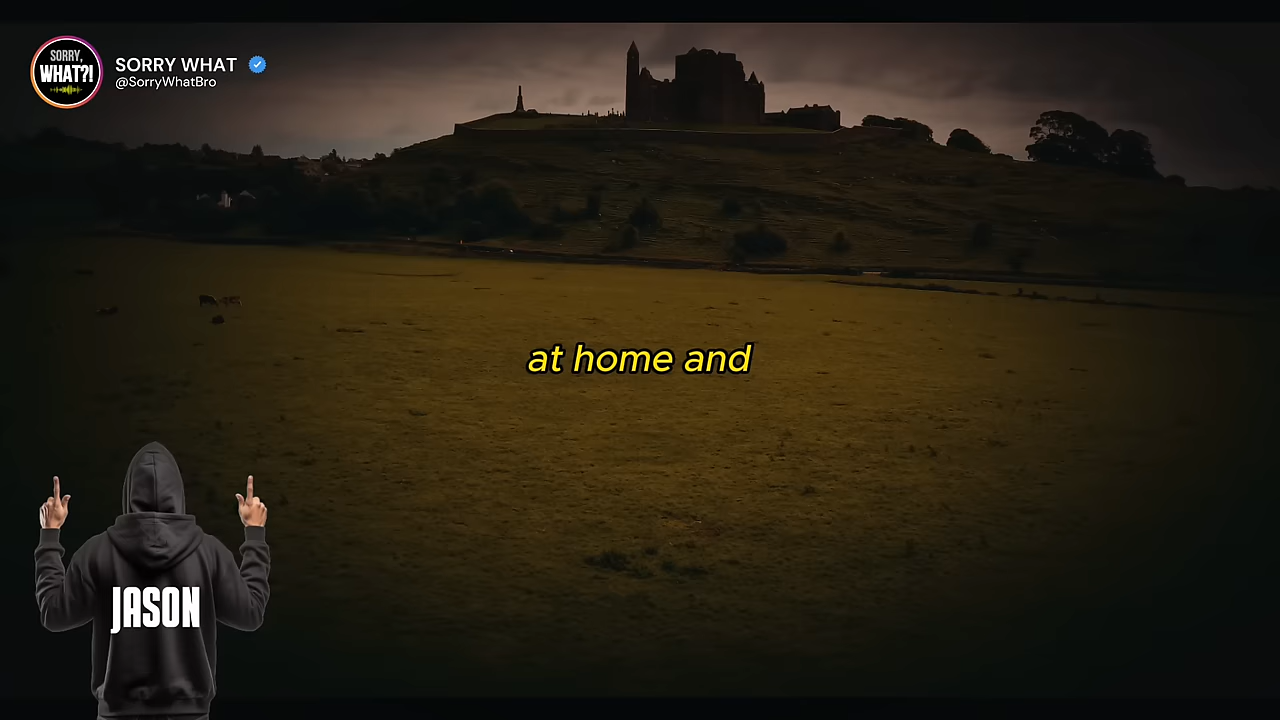 SORRY,
WHAT?!
SORRY WHAT
@SorryWhatBro
at home and
JASON